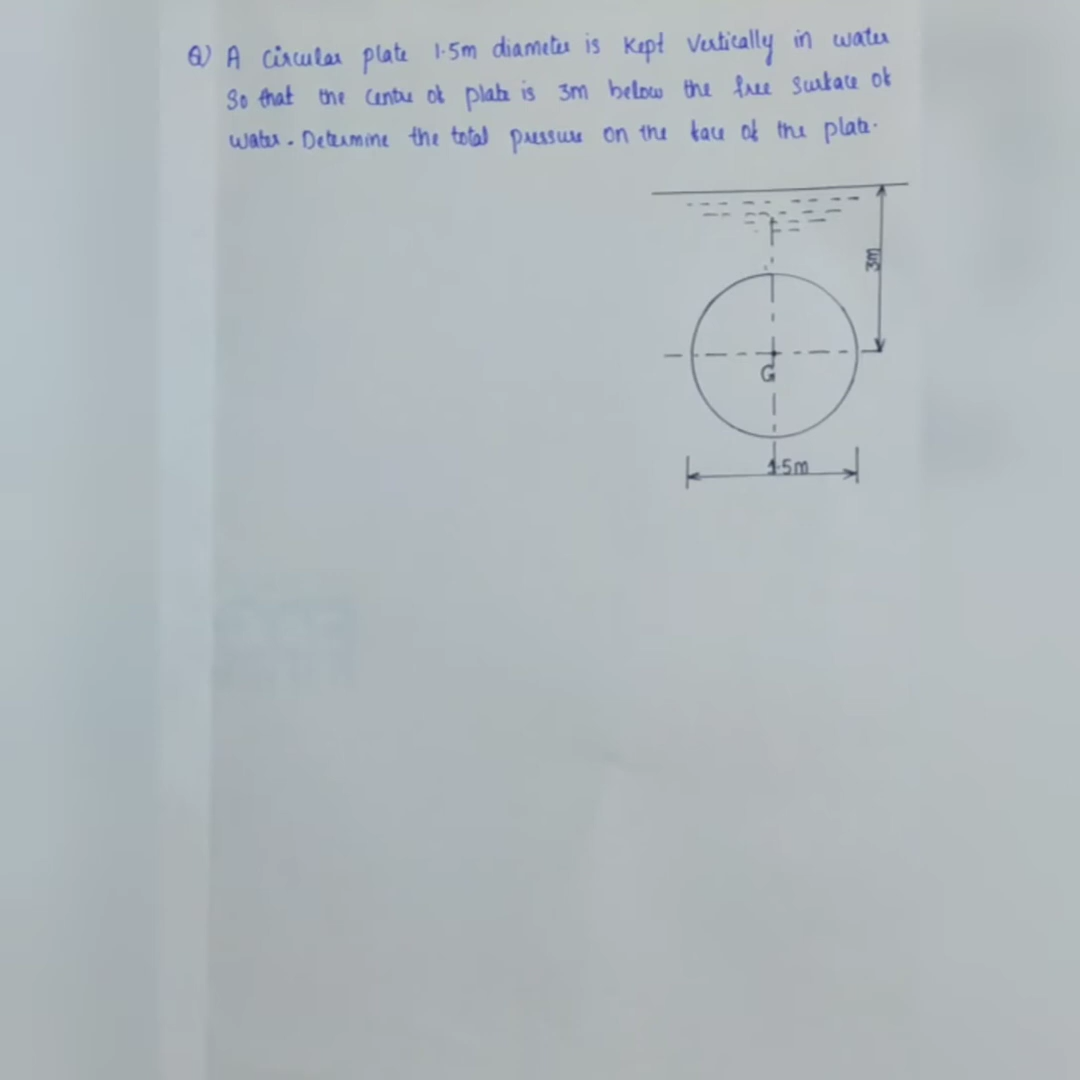 Q) A Circular plate 1.5m diameter is kept Vertically in water
So that the Centre of plate is 3m below the free Surface of
water. Determine the total pressure on the face of the plate.
3m
G
1.5m